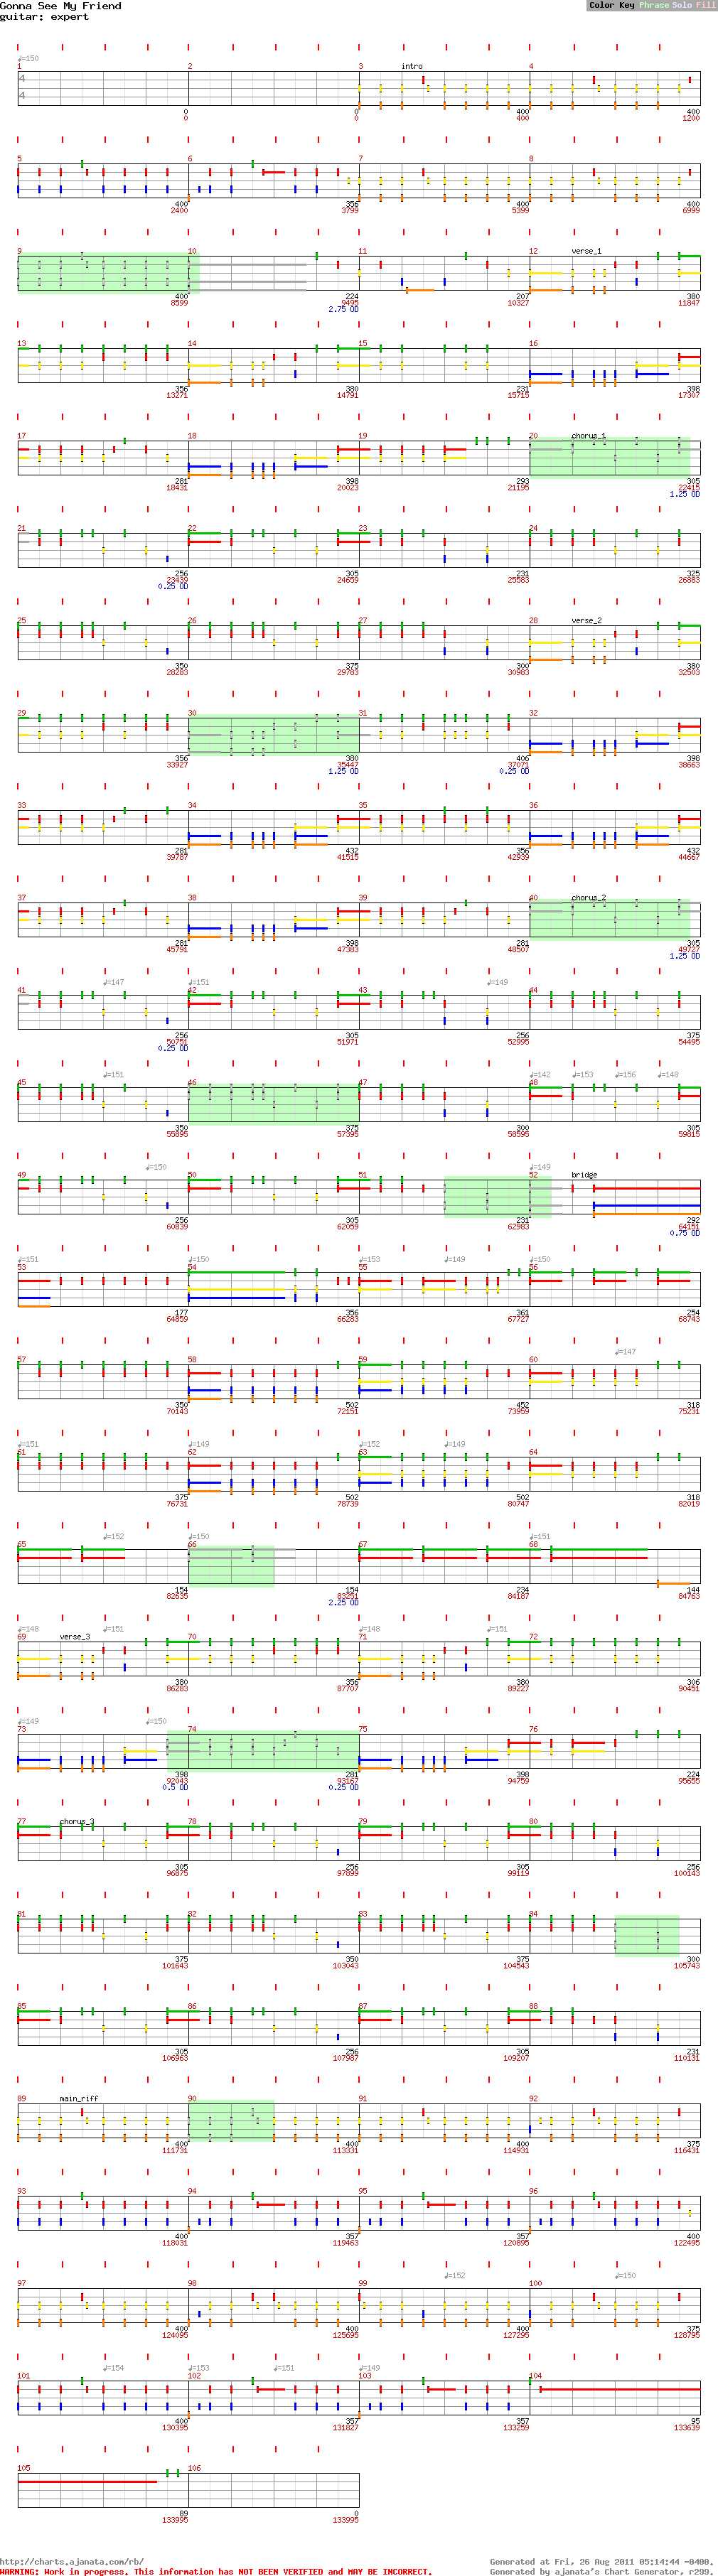 Gonna See My Friend
Color Key Phrase Solo Fill
guitar: expert
♩=150
1 2 3 intro 4
4
4
0 0 400 400
0 0 400 1200
5 6 7 8
400 356 400 400
2400 3799 5399 6999
9 10 11 12 verse_1
400 224 207 380
8599 9495 10327 11847
2.75 OD
13 14 15 16
356 380 231 398
13271 14791 15715 17307
17 18 19 20 chorus_1
281 398 293 305
18431 20023 21195 22415
1.25 OD
21 22 23 24
256 305 231 325
23439 24659 25583 26883
0.25 OD
25 26 27 28 verse_2
350 375 300 380
28283 29783 30983 32503
29 30 31 32
356 380 406 398
33927 35447 37071 38663
1.25 OD 0.25 OD
33 34 35 36
281 432 356 432
39787 41515 42939 44667
37 38 39 40 chorus_2
281 398 281 305
45791 47383 48507 49727
1.25 OD
♩=147 ♩=151 ♩=149
41 42 43 44
256 305 256 375
50751 51971 52995 54495
0.25 OD
♩=151 ♩=142 ♩=153 ♩=156 ♩=148
45 46 47 48
350 375 300 305
55895 57395 58595 59815
♩=150 ♩=149
49 50 51 52 bridge
256 305 231 292
60839 62059 62983 64151
0.75 OD
♩=151 ♩=150 ♩=153 ♩=149 ♩=150
53 54 55 56
177 356 361 254
64859 66283 67727 68743
♩=147
57 58 59 60
350 502 452 318
70143 72151 73959 75231
♩=151 ♩=149 ♩=152 ♩=149
61 62 63 64
375 502 502 318
76731 78739 80747 82019
♩=152 ♩=150 ♩=151
65 66 67 68
154 154 234 144
82635 83251 84187 84763
2.25 OD
♩=148 ♩=151 ♩=148 ♩=151
69 verse_3 70 71 72
380 356 380 306
86283 87707 89227 90451
♩=149 ♩=150
73 74 75 76
398 281 398 224
92043 93167 94759 95655
0.5 OD 0.25 OD
77 chorus_3 78 79 80
305 256 305 256
96875 97899 99119 100143
81 82 83 84
375 350 375 300
101643 103043 104543 105743
85 86 87 88
305 256 305 231
106963 107987 109207 110131
89 main_riff 90 91 92
400 400 400 375
111731 113331 114931 116431
93 94 95 96
400 357 357 400
118031 119463 120895 122495
♩=152 ♩=150
97 98 99 100
400 400 400 375
124095 125695 127295 128795
♩=154 ♩=153 ♩=151 ♩=149
101 102 103 104
400 357 357 95
130395 131827 133259 133639
105 106
89 0
133995 133995
http://charts.ajanata.com/rb/ Generated at Fri, 26 Aug 2011 05:14:44 -0400.
WARNING: Work in progress. This information has NOT BEEN VERIFIED and MAY BE INCORRECT. Generated by ajanata's Chart Generator, r299.